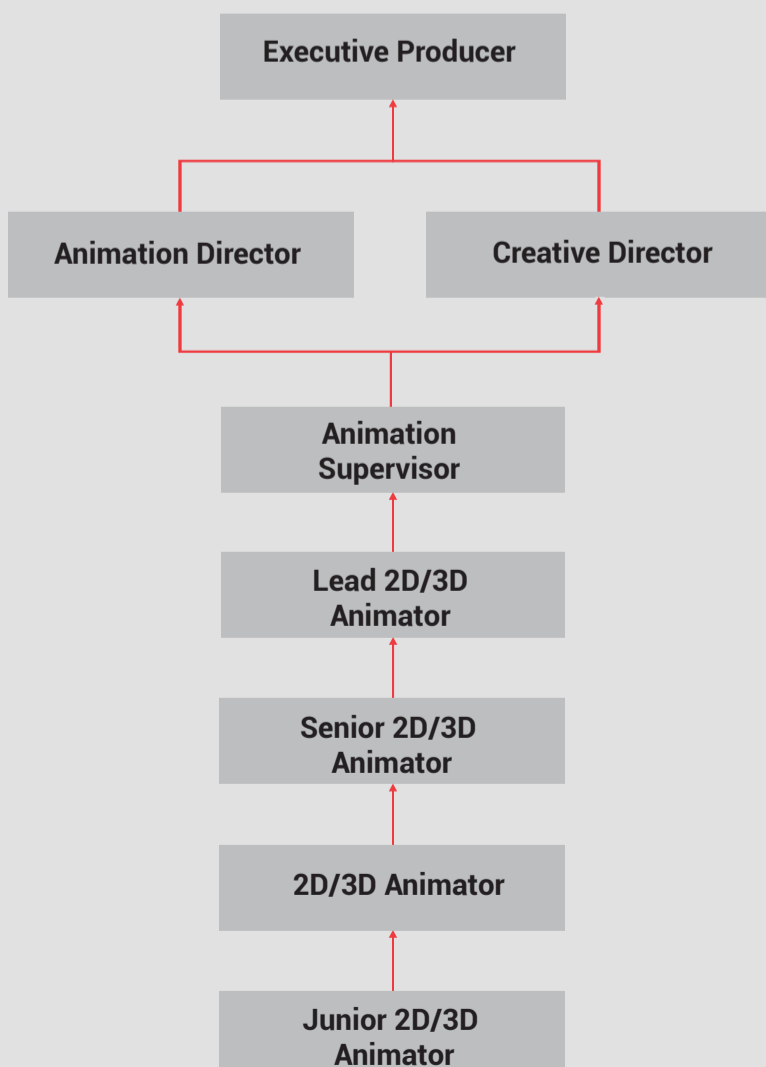 Executive Producer
Animation Director
Creative Director
Animation
Supervisor
Lead 2D/3D
Animator
Senior 2D/3D
Animator
2D/3D Animator
Junior 2D/3D
Animator